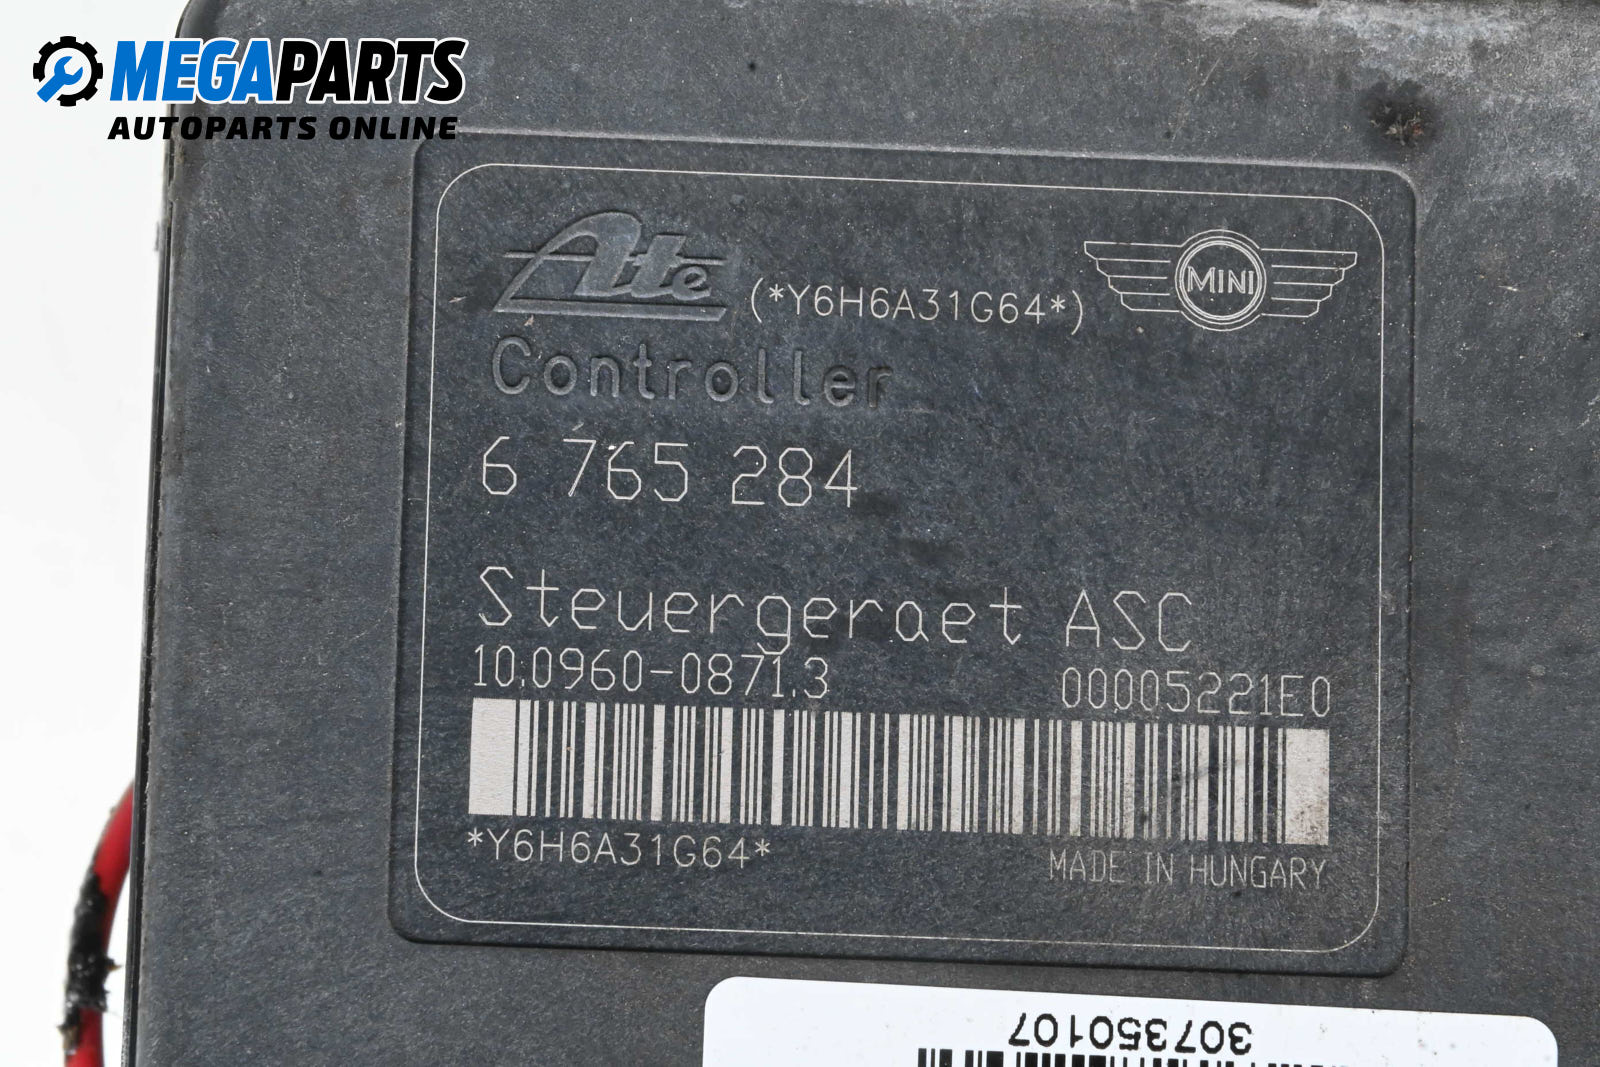 MEGAPARTS
AUTOPARTS ONLINE
Ate (*Y6H6A31G64*) MINI
Controller
6 765 284
Steuergeraet ASC
10.0960-0871.3 00005221E0
*Y6H6A31G64* MADE IN HUNGARY
307350107